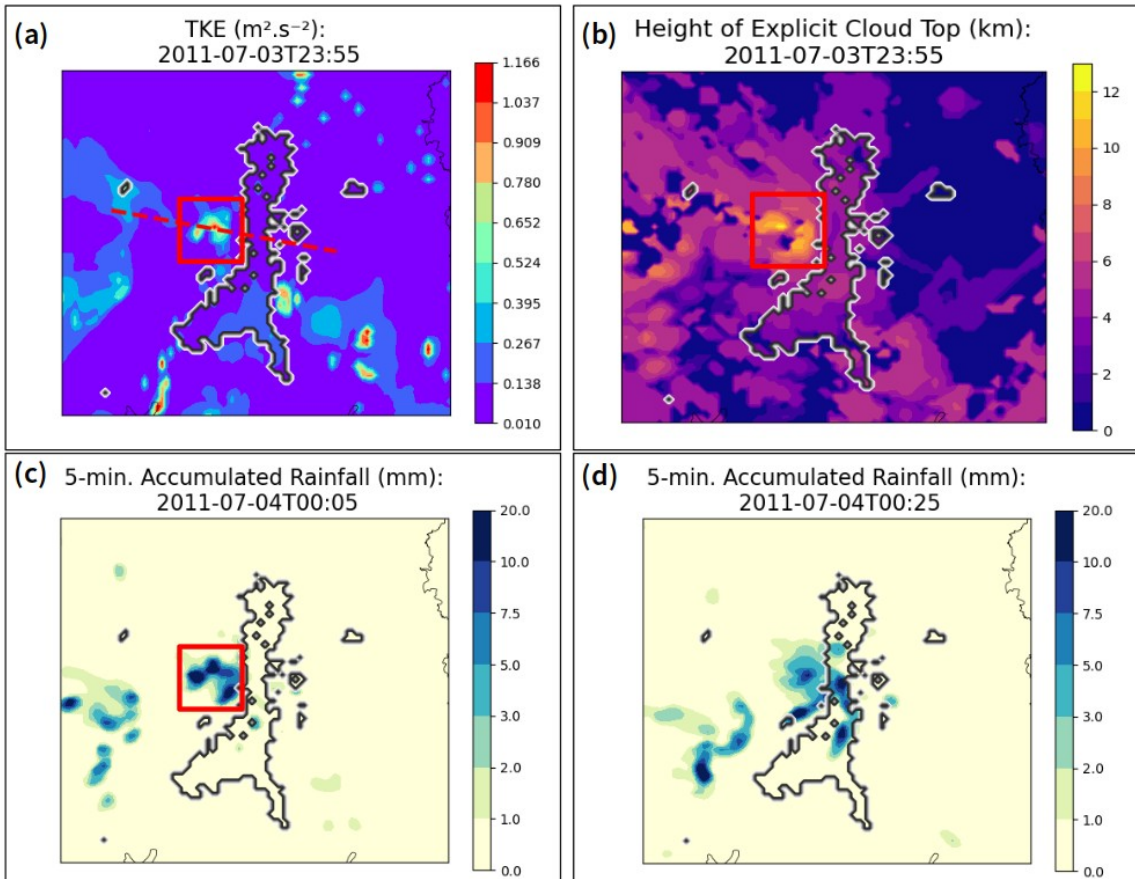 (a)
TKE (m².s⁻²):
2011-07-03T23:55
1.166
1.037
0.909
0.780
0.652
0.524
0.395
0.267
0.138
0.010
(b)
Height of Explicit Cloud Top (km):
2011-07-03T23:55
12
10
8
6
4
2
0
(c)
5-min. Accumulated Rainfall (mm):
2011-07-04T00:05
20.0
10.0
7.5
5.0
3.0
2.0
1.0
0.0
(d)
5-min. Accumulated Rainfall (mm):
2011-07-04T00:25
20.0
10.0
7.5
5.0
3.0
2.0
1.0
0.0